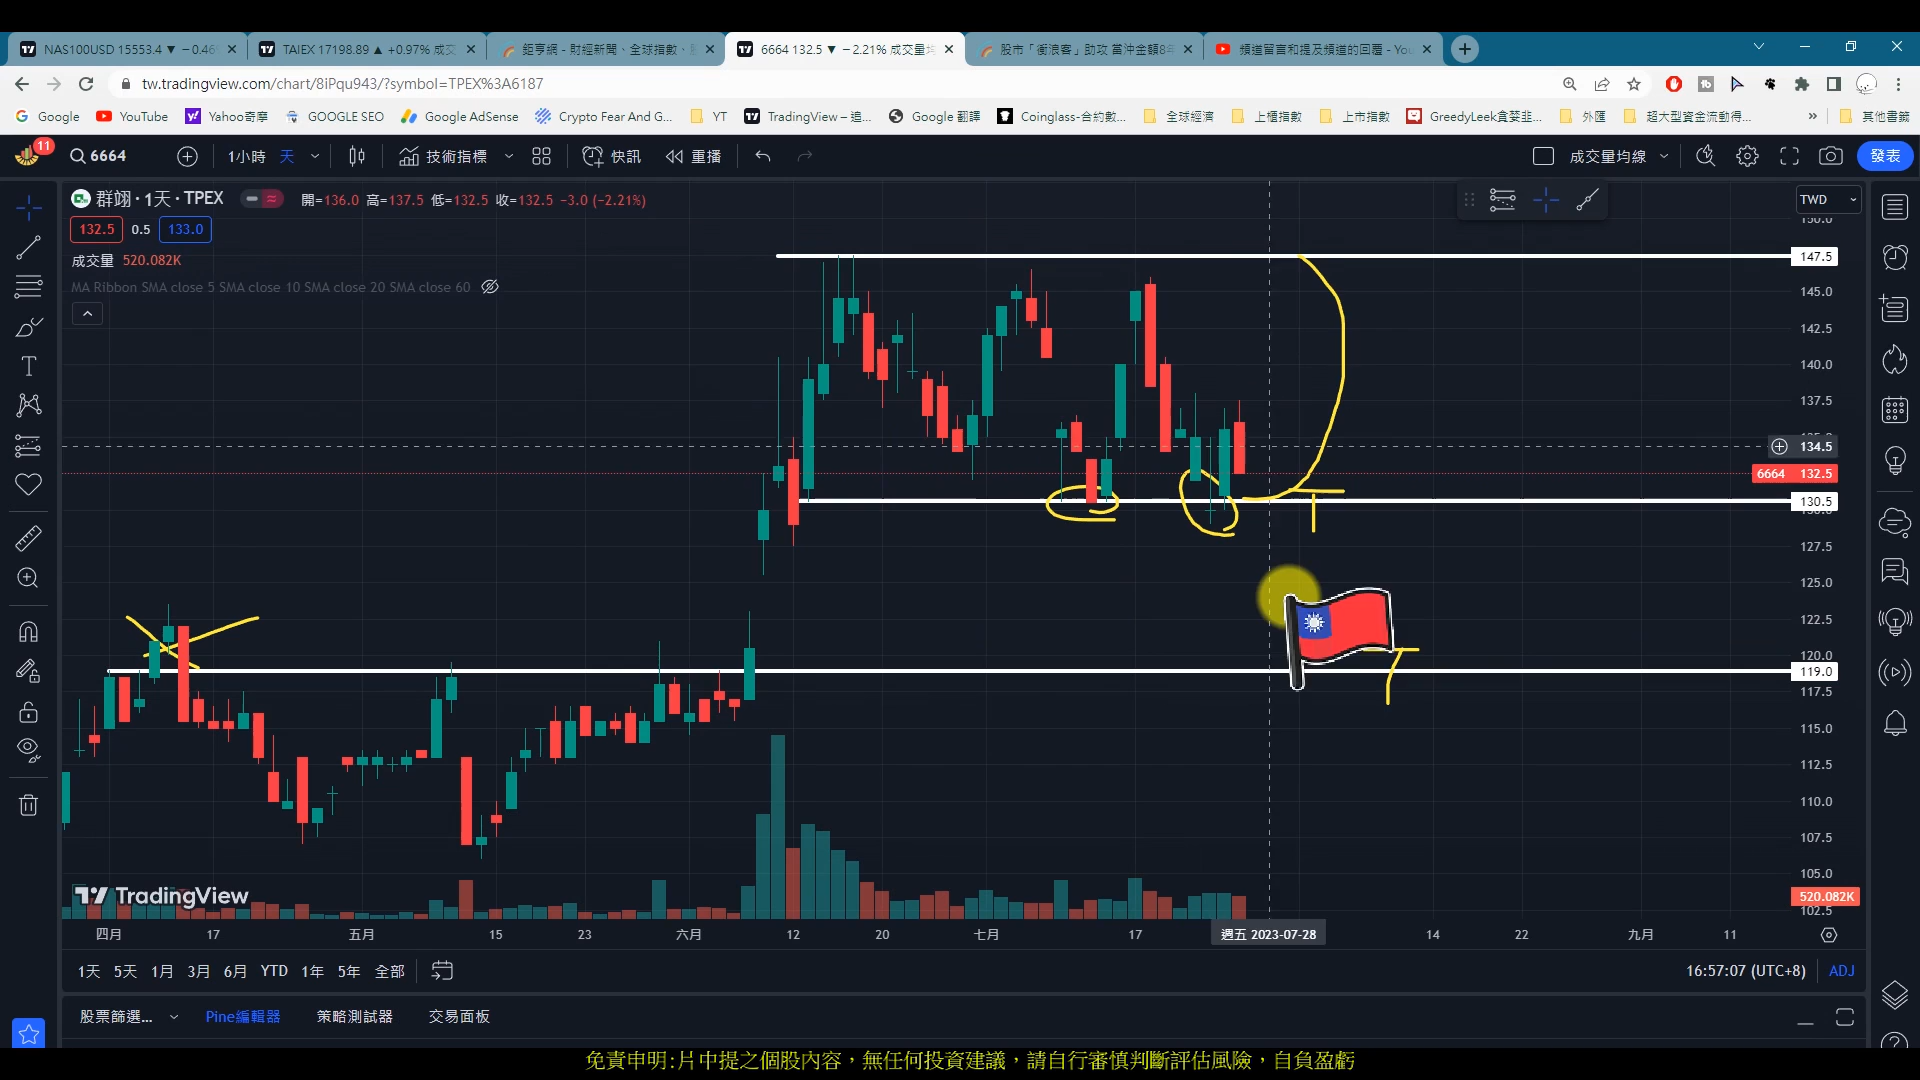 NAS100USD 15553.4 ▼ −0.46
TAIEX 17198.89 ▲ +0.97% 成交
鉅亨網 - 財經新聞、全球指數、
6664 132.5 ▼ −2.21% 成交量
股市「衝浪客」助攻 當沖金額8年
頻道留言和提及頻道的回覆 - You
tw.tradingview.com/chart/8iPqu943/?symbol=TPEX%3A6187
Google
YouTube
Yahoo奇摩
GOOGLE SEO
Google AdSense
Crypto Fear And G...
YT
TradingView – 追...
Google 翻譯
Coinglass-合約數...
全球經濟
上櫃指數
上市指數
GreedyLeek貪婪韭...
外匯
超大型資金流動得...
»
其他書籤
11
6664
1小時 天
技術指標
快訊
重播
成交量均線
發表
群翊 · 1天 · TPEX
開=136.0 高=137.5 低=132.5 收=132.5 −3.0 (−2.21%)
TWD
132.5 0.5 133.0
成交量 520.082K
MA Ribbon SMA close 5 SMA close 10 SMA close 20 SMA close 60
150.0
147.5
145.0
142.5
140.0
137.5
134.5
6664 132.5
130.5
127.5
125.0
122.5
120.0
119.0
117.5
115.0
112.5
110.0
107.5
105.0
520.082K
102.5
TradingView
四月 17 五月 15 23 六月 12 20 七月 17 週五 2023-07-28 14 22 九月 11
1天 5天 1月 3月 6月 YTD 1年 5年 全部
16:57:07 (UTC+8) ADJ
股票篩選... Pine編輯器 策略測試器 交易面板
免責申明:片中提之個股內容，無任何投資建議，請自行審慎判斷評估風險，自負盈虧